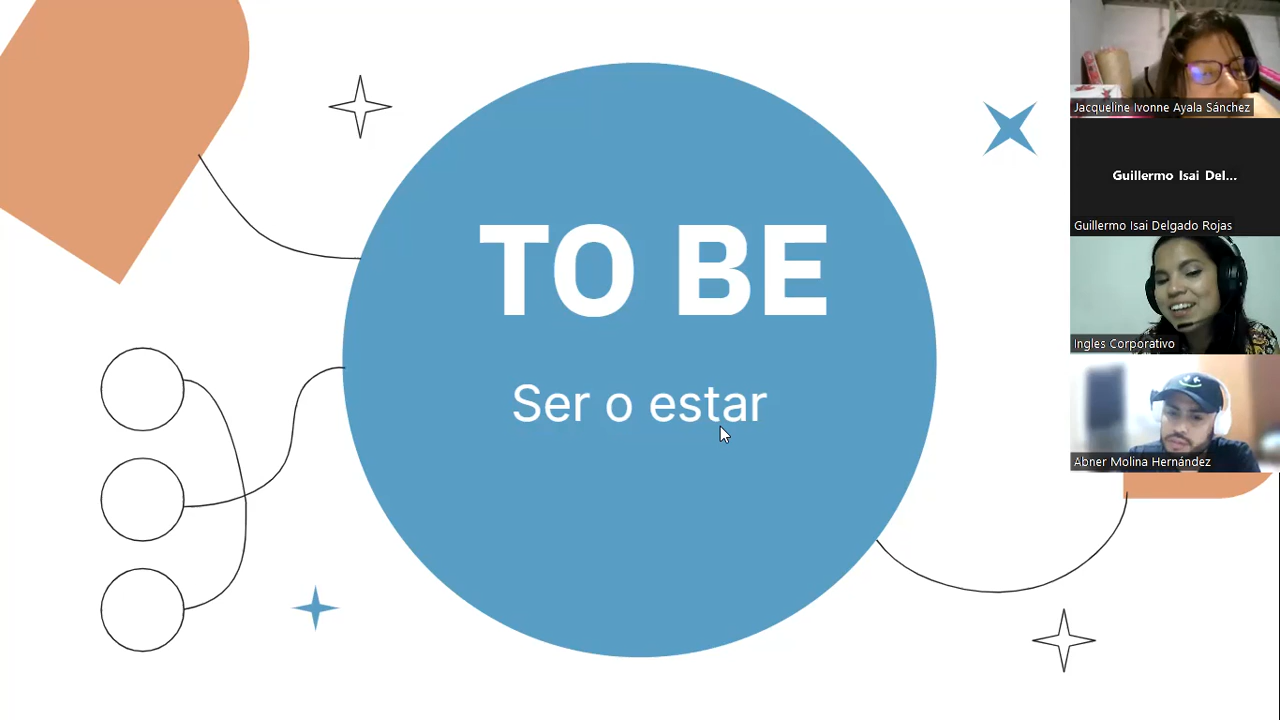 TO BE
Ser o estar
Jacqueline Ivonne Ayala Sánchez
Guillermo Isai Del...
Guillermo Isai Delgado Rojas
Ingles Corporativo
Abner Molina Hernández